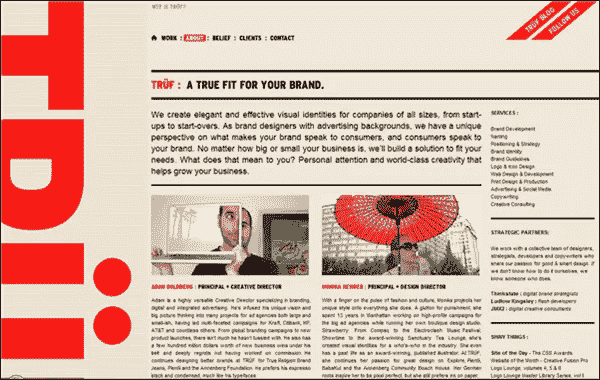 TRÜF
WORK : ABOUT : BELIEF : CLIENTS : CONTACT
TRÜF BLOG
FOLLOW US
TRÜF : A TRUE FIT FOR YOUR BRAND.
We create elegant and effective visual identities for companies of all sizes, from start-
ups to start-overs. As brand designers with advertising backgrounds, we have a unique
perspective on what makes your brand speak to consumers, and consumers speak to
your brand. No matter how big or small your business is, we'll build a solution to fit your
needs. What does that mean to you? Personal attention and world-class creativity that
helps grow your business.
ADAM GOLDBERG : PRINCIPAL + CREATIVE DIRECTOR
Adam is a highly versatile Creative Director specializing in branding,
digital and integrated advertising. He's infused his unique vision and
big picture thinking into many projects for ad agencies both large and
small-ish, having led multi-faceted campaigns for Kraft, Citibank, HP,
AT&T and countless others. From global branding campaigns to new
product launches, there isn't much he hasn't tussled with. He also has
a few hundred million dollars worth of new business wins under his
belt and deeply regrets not having worked on commission. He
continues designing better brands at TRÜF for True Religion Brand
Jeans, Plenti and the Annenberg Foundation. He prefers his espresso
black and condensed, much like his typefaces.
: PRINCIPAL + DESIGN DIRECTOR
With a finger on the pulse of fashion and culture, Monika projects her
unique style onto everything she does. A glutton for punishment, she
spent 10 years in Manhattan working on high-profile campaigns for
the big ad agencies while running her own boutique design studio.
Strawberry. From Compaq to the Electroclash Music Festival,
Showtime to the award-winning Sanctuary Tea Lounge, she's
created visual identities for a whole-who in the industry. She even
has a past life as an award-winning, published illustrator. At TRÜF,
she continues her passion for great design on Explore, Plenti,
Babeland and the Annenberg Community Beach House. Her German
roots inspire her to be pixel perfect, but she still prefers im paper.
SERVICES :
Brand Development
Naming
Positioning & Strategy
Brand Identity
Brand Guidelines
Logo & Icon Design
Web Design & Development
Print Design & Production
Advertising & Social Media
Copywriting
Creative Consulting
STRATEGIC PARTNERS:
We work with a collective team of designers,
strategists, developers and copywriters who
share our passion for good & smart design. If
we don't know how to do it ourselves, we
know someone who does.
: digital brand strategists
Ludlow Kingsley : flash developers
: digital creative consultants
SHINY THINGS :
Site of the Day - The CSS Awards
Website of the Month - Creative Fusion Pro
Logo Lounge, volumes 4, 5 & 6
Logo Lounge Master Library Series, vol 1